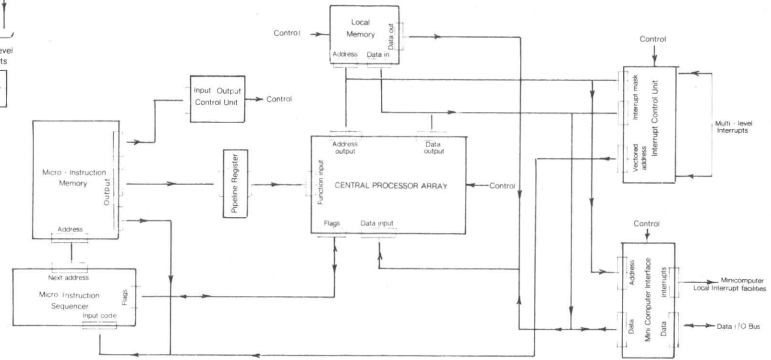 Local
Memory
Data out
Address Data in
Control
evel
ts
Input Output
Control Unit
Control
Control
Interrupt mask
Interrupt Control Unit
Vectored
address
Multi - level
Interrupts
Micro - Instruction
Memory
Output
Address
Pipeline Register
Address
output
Data
output
Function input
CENTRAL PROCESSOR ARRAY
Control
Flags
Data input
Next address
Micro Instruction
Sequencer
Flags
Input code
Control
Address
Mini Computer Interface
Interrupts
Data
Data
Minicomputer
Local Interrupt facilities
Data I/O Bus